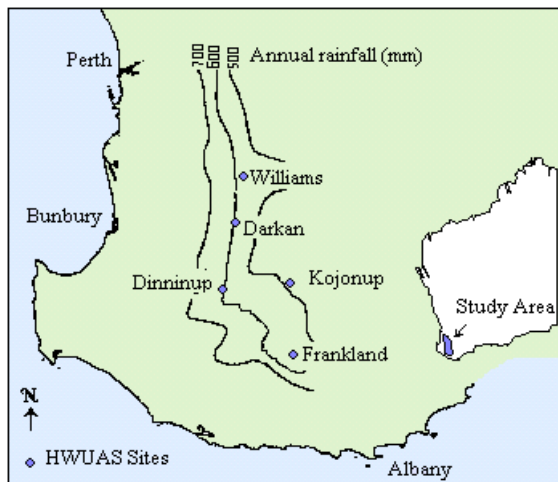 700 600 500 Annual rainfall (mm)
Perth
Williams
Bunbury
Darkan
Dinninup
Kojonup
Study Area
Frankland
N
HWUAS Sites
Albany